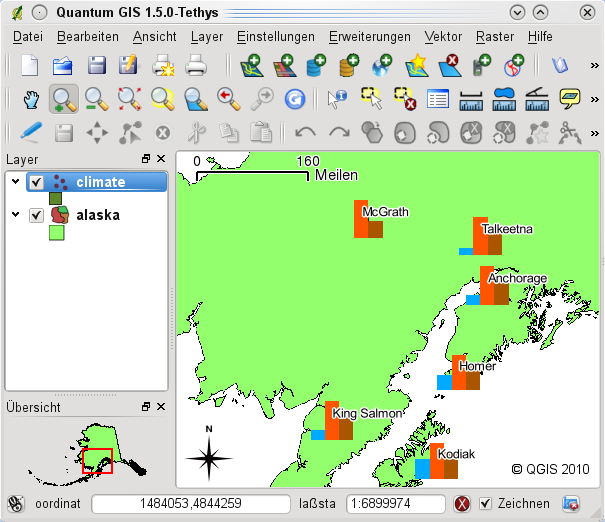 Quantum GIS 1.5.0-Tethys
Datei Bearbeiten Ansicht Layer Einstellungen Erweiterungen Vektor Raster Hilfe
Layer
climate
alaska
Übersicht
0 160
Meilen
McGrath
Talkeetna
Anchorage
Homer
King Salmon
Kodiak
N
© QGIS 2010
oordinat 1484053,4844259 laßsta 1:6899974 Zeichnen